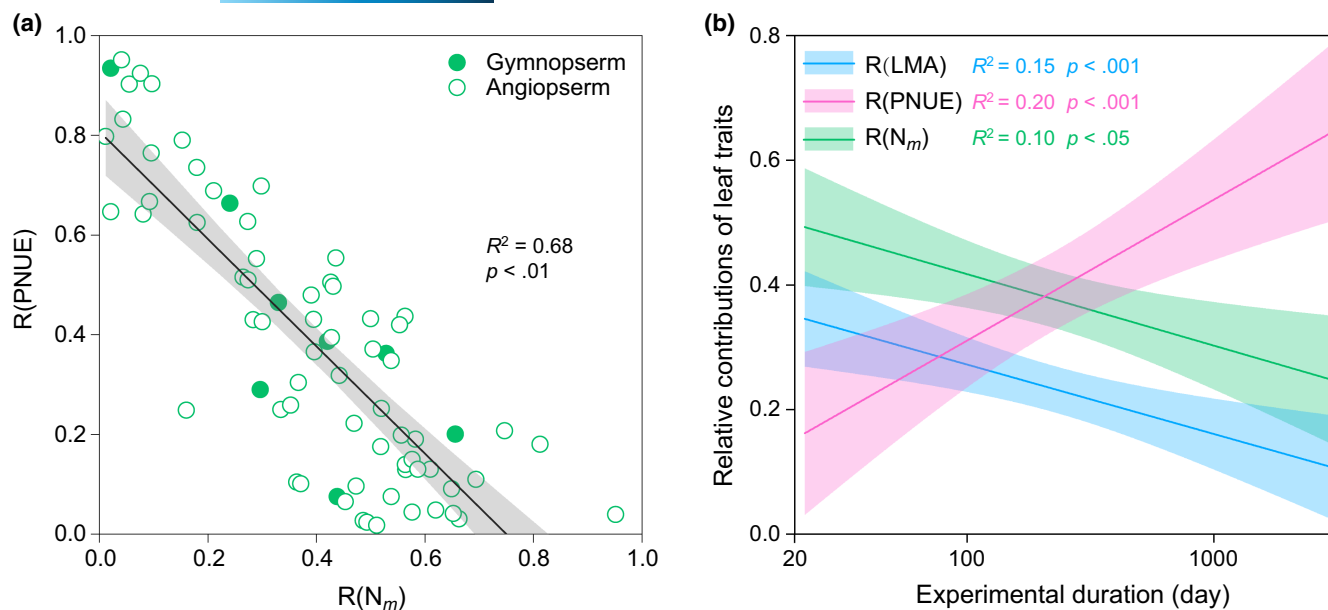 (a)
1.0
0.8
0.6
0.4
0.2
0.0
R(PNUE)
Gymnopserm
Angiopserm
R² = 0.68
p < .01
0.0 0.2 0.4 0.6 0.8 1.0
R(Nₘ)
(b)
0.8
0.6
0.4
0.2
0.0
Relative contributions of leaf traits
R(LMA) R² = 0.15 p < .001
R(PNUE) R² = 0.20 p < .001
R(Nₘ) R² = 0.10 p < .05
20 100 1000
Experimental duration (day)